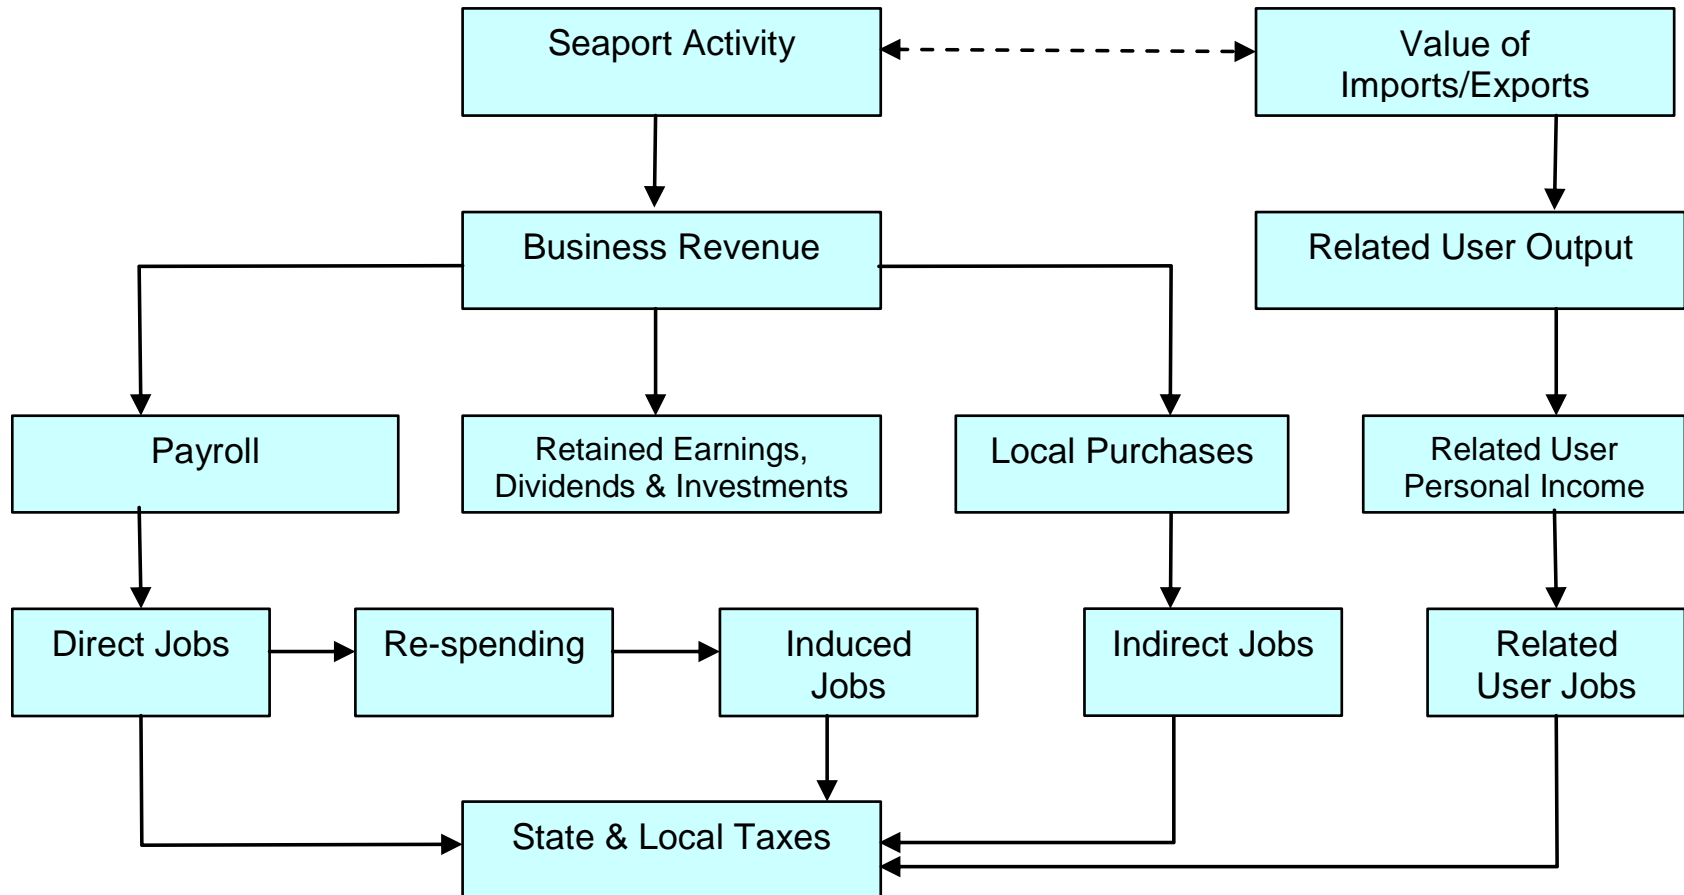 Seaport Activity
Value of
Imports/Exports
Business Revenue
Related User Output
Payroll
Retained Earnings,
Dividends & Investments
Local Purchases
Related User
Personal Income
Direct Jobs
Re-spending
Induced
Jobs
Indirect Jobs
Related
User Jobs
State & Local Taxes